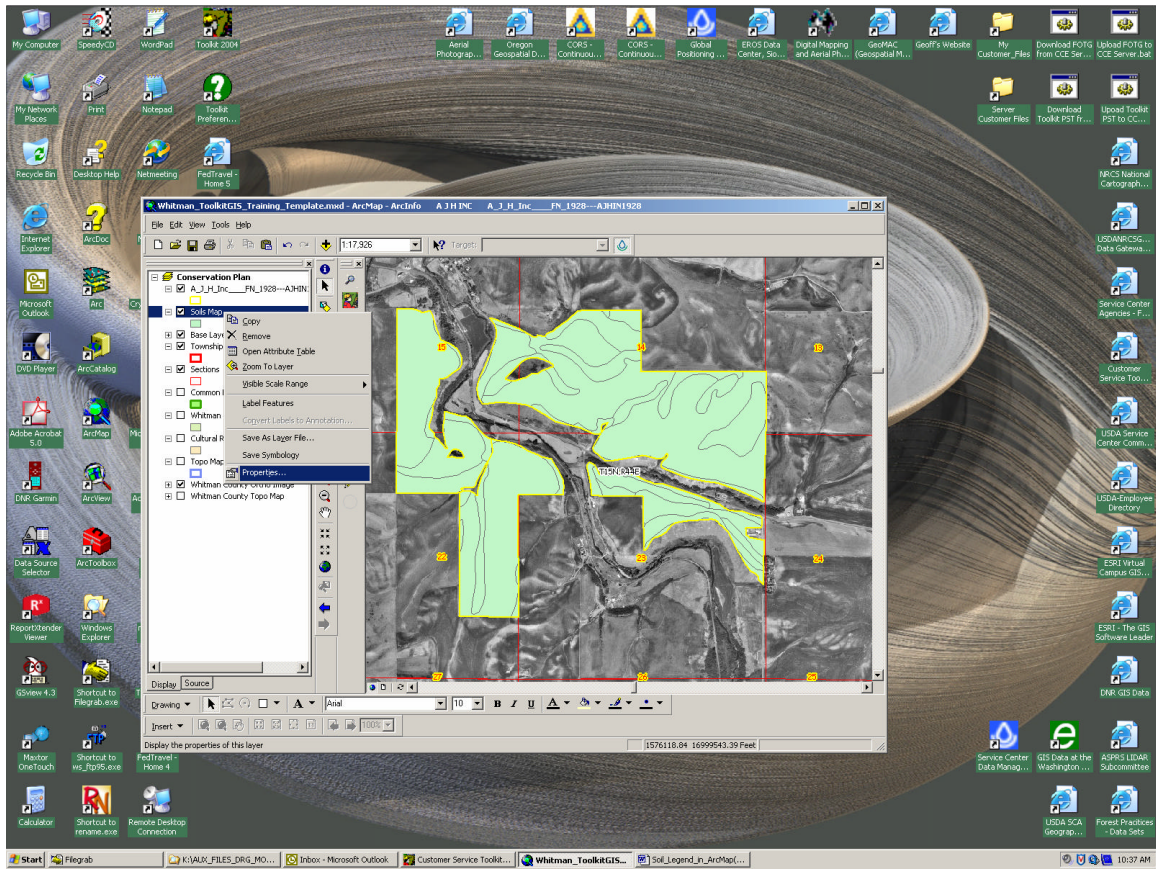 My Computer
SpeedyCD
WordPad
Toolkit 2004
Aerial Photograp...
Oregon Geospatial D...
CORS - Continuou...
CORS - Continuou...
Global Positioning ...
EROS Data Center, Sio...
Digital Mapping and Aerial Ph...
GeoMAC (Geospatial M...
Geoff's Website
My Customer_Files
Download FOTG from CCE Ser...
Upload FOTG to CCE Server.bat
My Network Places
Print
Notepad
Toolkit Preferen...
Server Customer Files
Download Toolkit PST fr...
Upoad Toolkit PST to CC...
Recycle Bin
Desktop Help
Netmeeting
FedTravel - Home 5
NRCS National Cartograph...
Internet Explorer
ArcDoc
USDANRCSG... Data Gatewa...
Microsoft Outlook
Arc
Cry
Service Center Agencies - F...
DVD Player
ArcCatalog
Customer Service Too...
Adobe Acrobat 5.0
ArcMap
Mic
USDA Service Center Comm...
DNR Garmin
ArcView
Ac
USDA-Employee Directory
Data Source Selector
ArcToolbox
ESRI Virtual Campus GIS...
ReportXtender Viewer
Windows Explorer
ESRI - The GIS Software Leader
GSview 4.3
Shortcut to Filegrab.exe
T
DNR GIS Data
Maxtor OneTouch
Shortcut to ws_ftp95.exe
FedTravel - Home 4
Service Center Data Manag...
GIS Data at the Washington ...
ASPRS LIDAR Subcommittee
Calculator
Shortcut to rename.exe
Remote Desktop Connection
USDA SCA Geograp...
Forest Practices - Data Sets
Whitman_ToolkitGIS_Training_Template.mxd - ArcMap - ArcInfo A J H INC A_J_H_Inc____FN_1928---AJHIN1928
File Edit View Tools Help
1:17,926
Target:
Conservation Plan
A_J_H_Inc____FN_1928---AJHIN:
Soils Map
Base Laye
Township
Sections
Common l
Whitman
Cultural R
Topo Map
Whitman County Ortho Image
Whitman County Topo Map
Copy
Remove
Open Attribute Table
Zoom To Layer
Visible Scale Range
Label Features
Convert Labels to Annotation...
Save As Layer File...
Save Symbology
Properties...
15
14
13
T15N R44E
22
23
24
27
26
25
Display Source
Drawing
A
Arial
10
B I U A
Insert
100%
Display the properties of this layer
1576118.84 16999543.39 Feet
Start
Filegrab
K:\AUX_FILES_DRG_MO...
Inbox - Microsoft Outlook
Customer Service Toolkit...
Whitman_ToolkitGIS...
Soil_Legend_in_ArcMap(...
10:37 AM